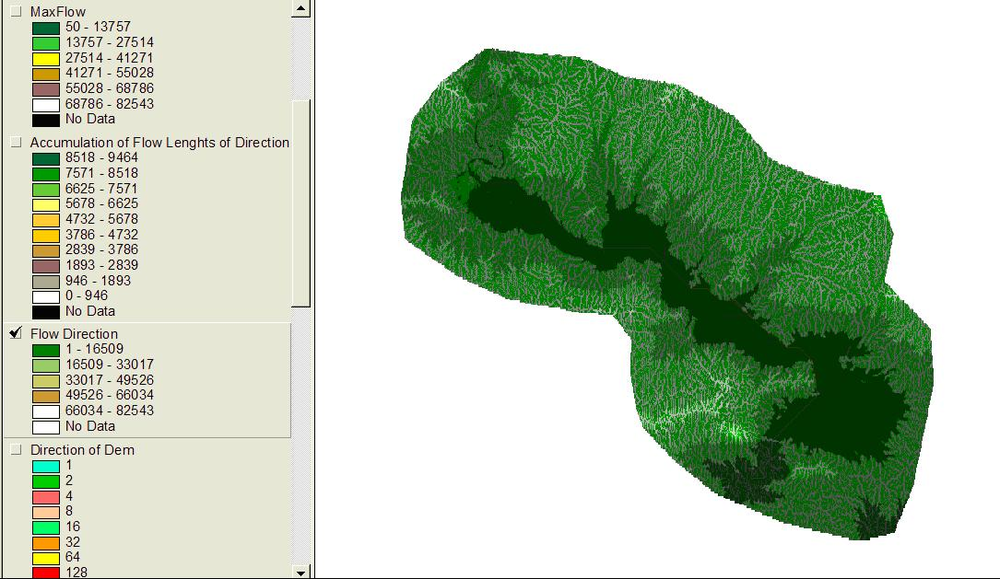 MaxFlow
50 - 13757
13757 - 27514
27514 - 41271
41271 - 55028
55028 - 68786
68786 - 82543
No Data
Accumulation of Flow Lenghts of Direction
8518 - 9464
7571 - 8518
6625 - 7571
5678 - 6625
4732 - 5678
3786 - 4732
2839 - 3786
1893 - 2839
946 - 1893
0 - 946
No Data
Flow Direction
1 - 16509
16509 - 33017
33017 - 49526
49526 - 66034
66034 - 82543
No Data
Direction of Dem
1
2
4
8
16
32
64
128